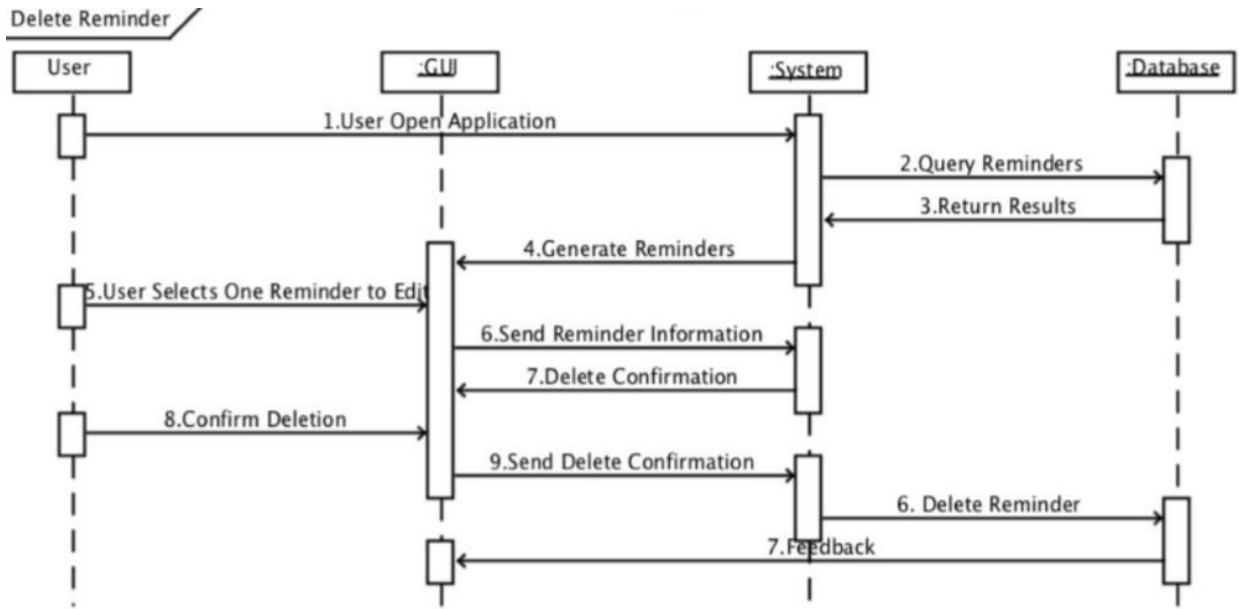 Delete Reminder
User
:GUI
:System
:Database
1.User Open Application
2.Query Reminders
3.Return Results
4.Generate Reminders
5.User Selects One Reminder to Edit
6.Send Reminder Information
7.Delete Confirmation
8.Confirm Deletion
9.Send Delete Confirmation
6. Delete Reminder
7.Feedback